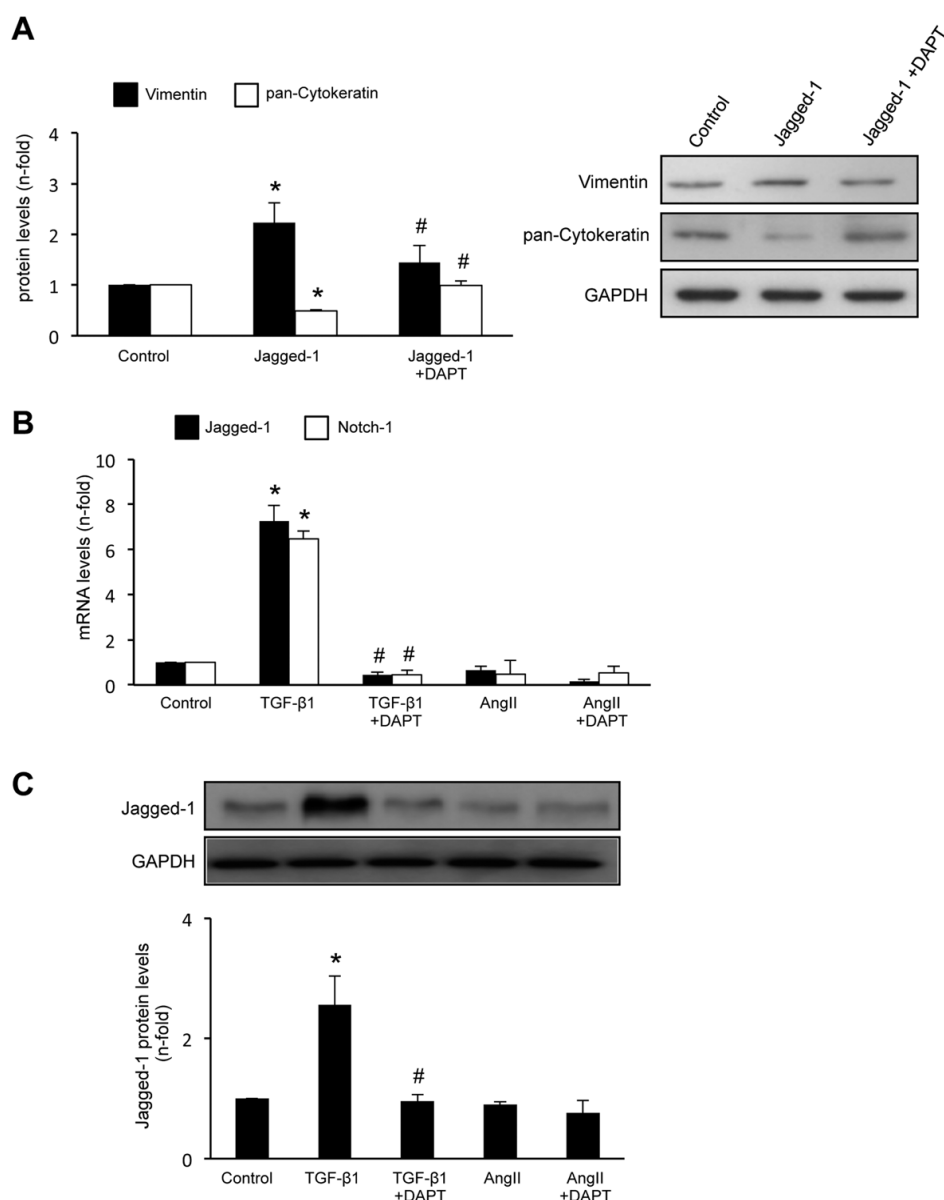 A
Vimentin pan-Cytokeratin
protein levels (n-fold)
4
3
2
1
0
*
*
#
#
Control Jagged-1 Jagged-1
+DAPT
Control Jagged-1 Jagged-1 +DAPT
Vimentin
pan-Cytokeratin
GAPDH
B
Jagged-1 Notch-1
mRNA levels (n-fold)
10
8
6
4
2
0
*
*
# #
Control TGF-β1 TGF-β1 AngII AngII
+DAPT +DAPT
C
Jagged-1
GAPDH
Jagged-1 protein levels
(n-fold)
4
2
0
*
#
Control TGF-β1 TGF-β1 AngII AngII
+DAPT +DAPT